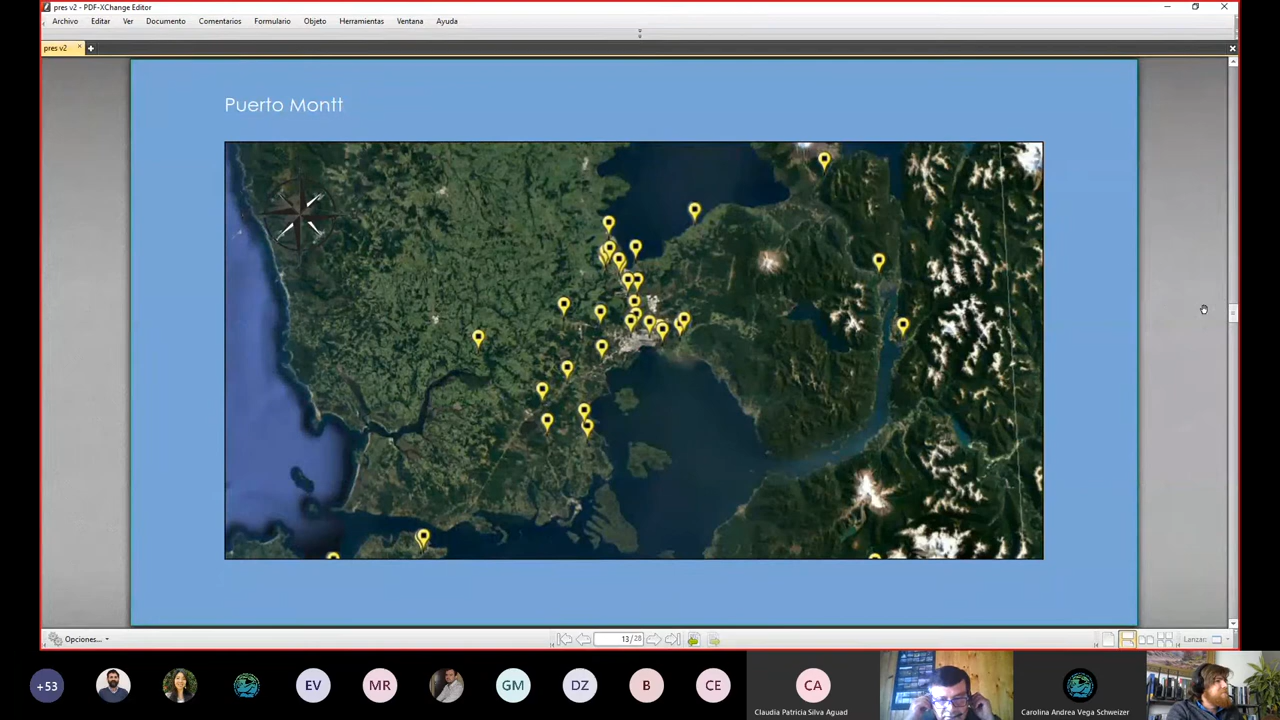 pres v2 - PDF-XChange Editor
Archivo Editar Ver Documento Comentarios Formulario Objeto Herramientas Ventana Ayuda
pres v2
Puerto Montt
Opciones...
13/28
Lanzar
+53 EV MR GM DZ B CE CA
Claudia Patricia Silva Aguad
Carolina Andrea Vega Schweizer